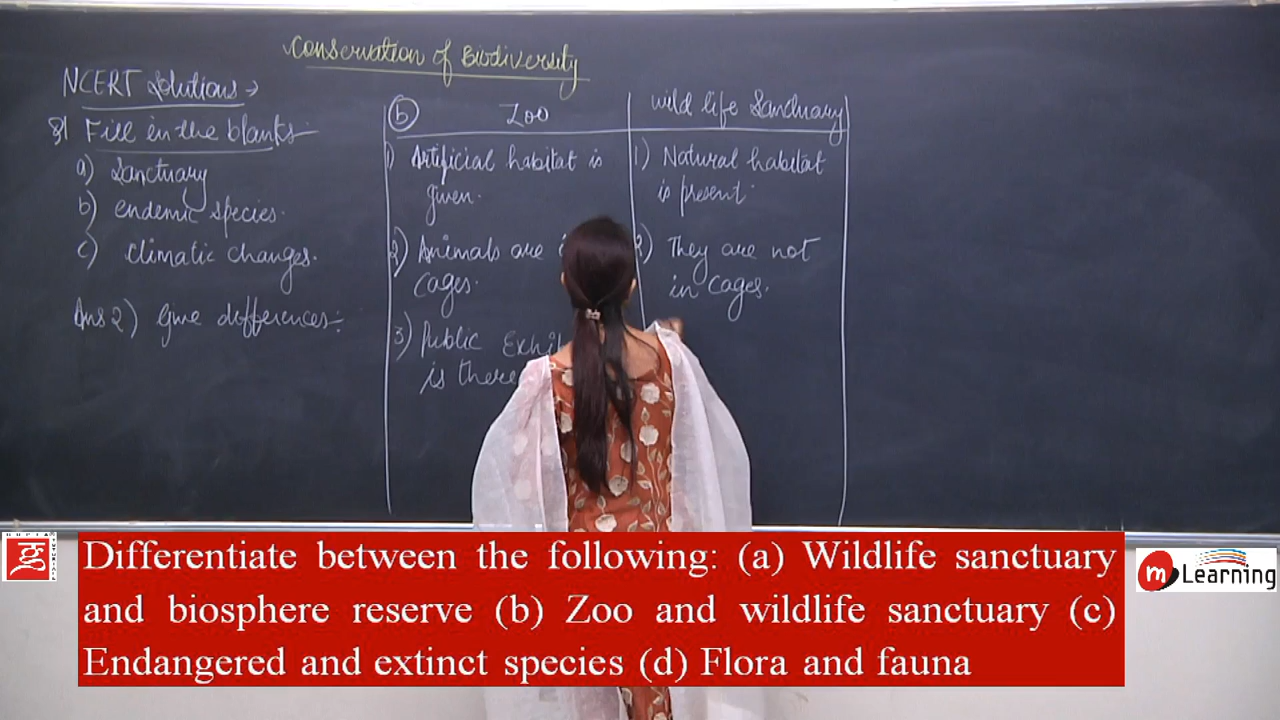 Conservation of Biodiversity
NCERT Solutions →
Q1 Fill in the blanks
a) Sanctuary
b) endemic species.
c) climatic changes.
Ans 2) Give differences:
(b) Zoo
1) Artificial habitat is
given.
2) Animals are
cages.
3) Public
is there
wild life Sanctuary
1) Natural habitat
is present.
2) They are not
in cages.
Differentiate between the following: (a) Wildlife sanctuary
and biosphere reserve (b) Zoo and wildlife sanctuary (c)
Endangered and extinct species (d) Flora and fauna
GUPTA
ग
m Learning